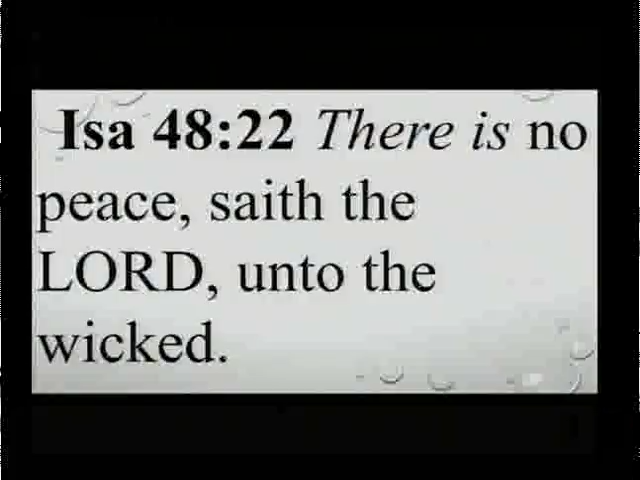 Isa 48:22 There is no
peace, saith the
LORD, unto the
wicked.